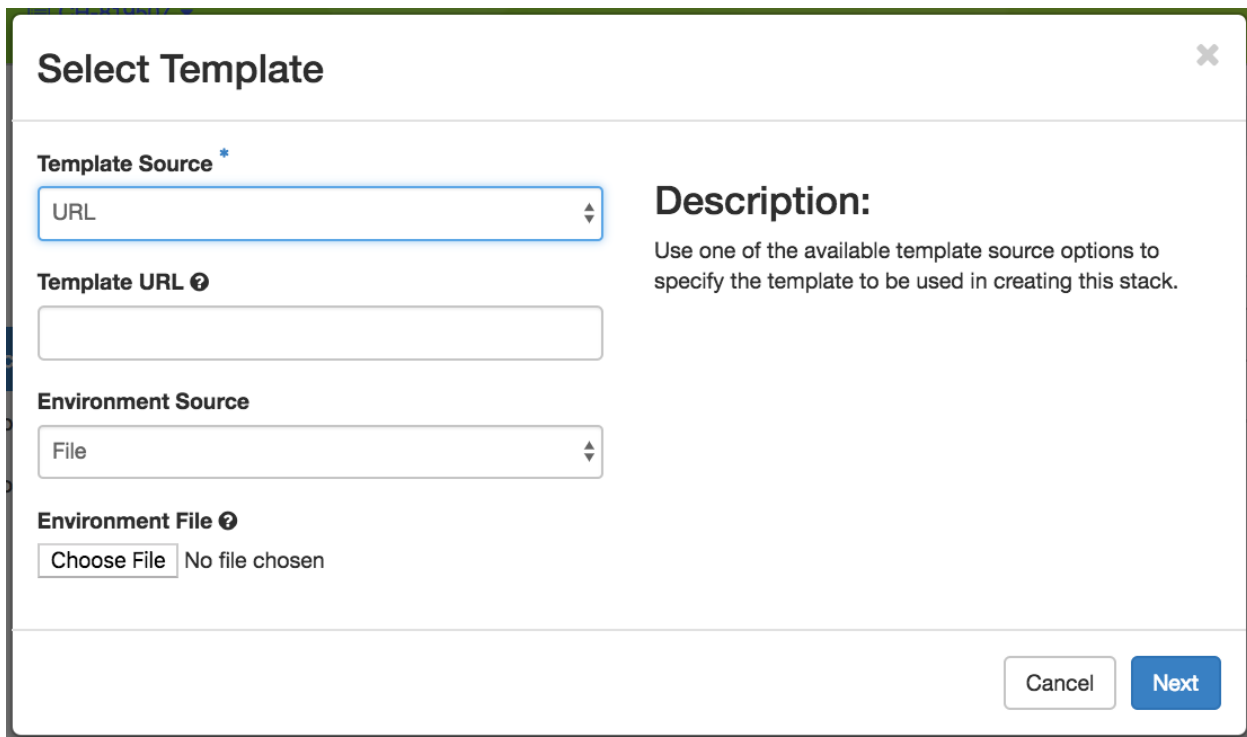 Select Template
×
Template Source *
URL
Template URL ?
Environment Source
File
Environment File ?
Choose File No file chosen
Description:
Use one of the available template source options to
specify the template to be used in creating this stack.
Cancel
Next